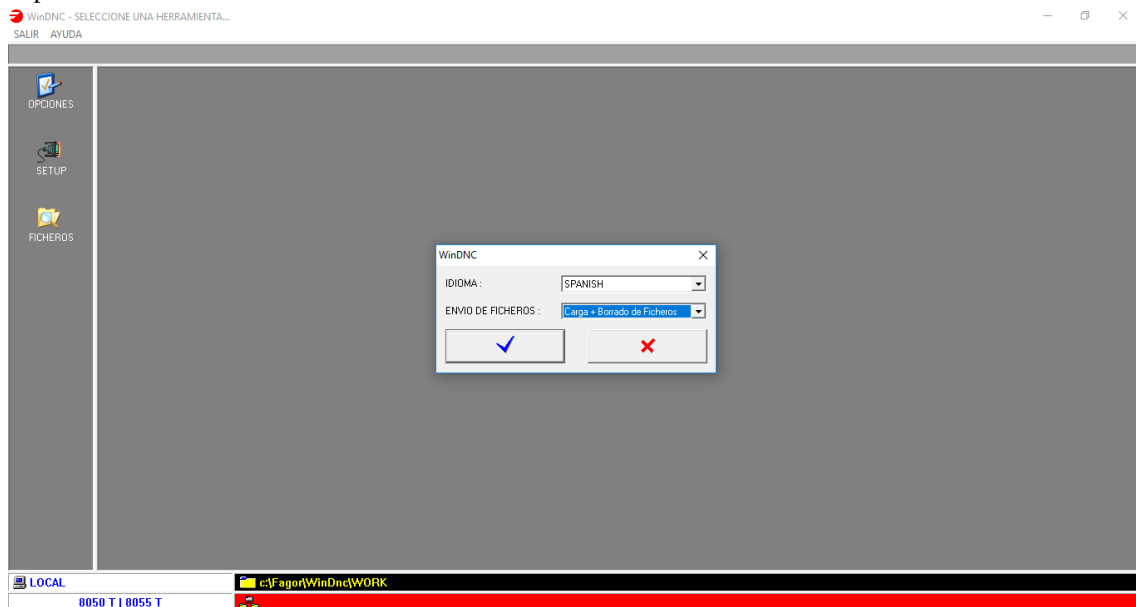 WinDNC - SELECCIONE UNA HERRAMIENTA...
SALIR AYUDA
OPCIONES
SETUP
FICHEROS
WinDNC
IDIOMA :
SPANISH
ENVIO DE FICHEROS :
Carga + Borrado de Ficheros
LOCAL
c:\Fagor\WinDnc\WORK
8050 T | 8055 T